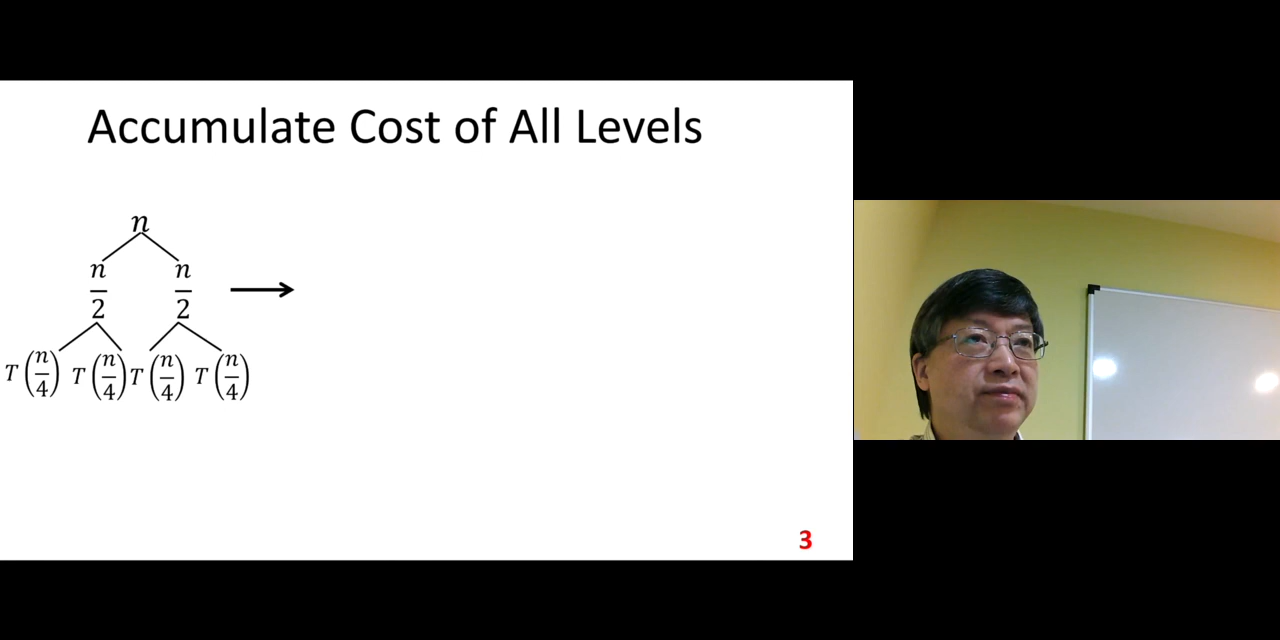 Accumulate Cost of All Levels
n
n/2 n/2
T(n/4) T(n/4) T(n/4) T(n/4)
3